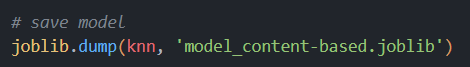 # save model
joblib.dump(knn, 'model_content-based.joblib')